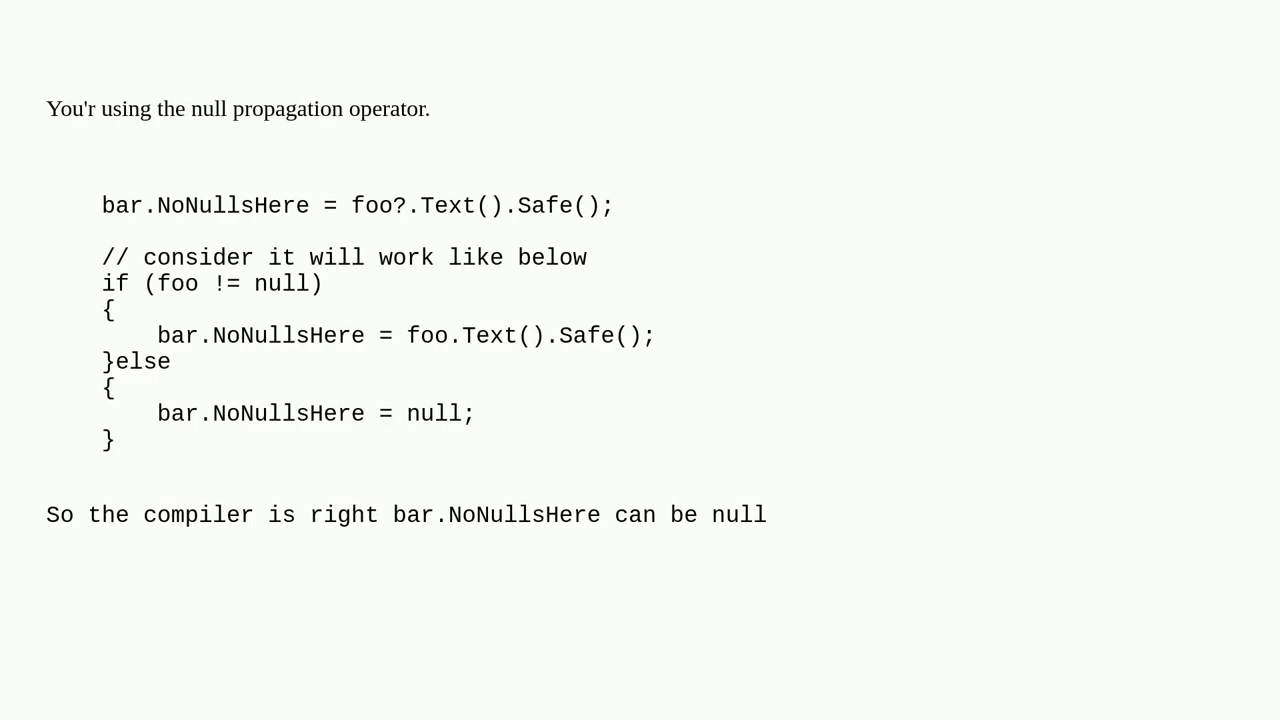 You'r using the null propagation operator.
bar.NoNullsHere = foo?.Text().Safe();
// consider it will work like below
if (foo != null)
{
    bar.NoNullsHere = foo.Text().Safe();
}else
{
    bar.NoNullsHere = null;
}
So the compiler is right bar.NoNullsHere can be null